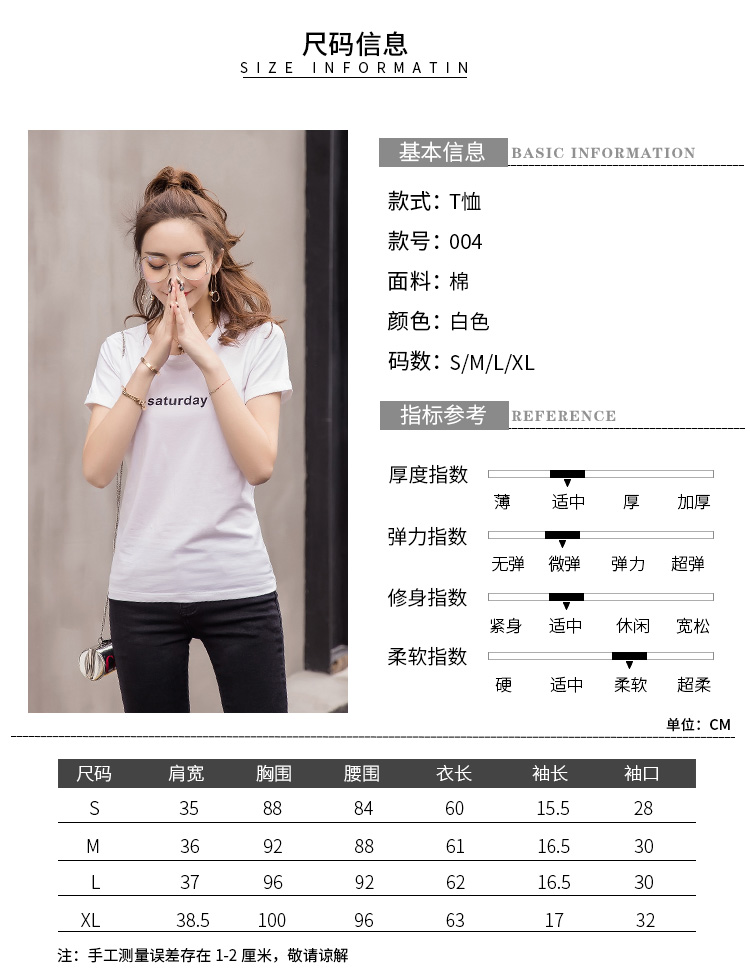 尺码信息
SIZE INFORMATIN
基本信息 BASIC INFORMATION
款式：T恤
款号：004
面料：棉
颜色：白色
码数：S/M/L/XL
saturday
指标参考 REFERENCE
厚度指数
薄 适中 厚 加厚
弹力指数
无弹 微弹 弹力 超弹
修身指数
紧身 适中 休闲 宽松
柔软指数
硬 适中 柔软 超柔
单位：CM
尺码 肩宽 胸围 腰围 衣长 袖长 袖口
S 35 88 84 60 15.5 28
M 36 92 88 61 16.5 30
L 37 96 92 62 16.5 30
XL 38.5 100 96 63 17 32
注：手工测量误差存在 1-2 厘米，敬请谅解